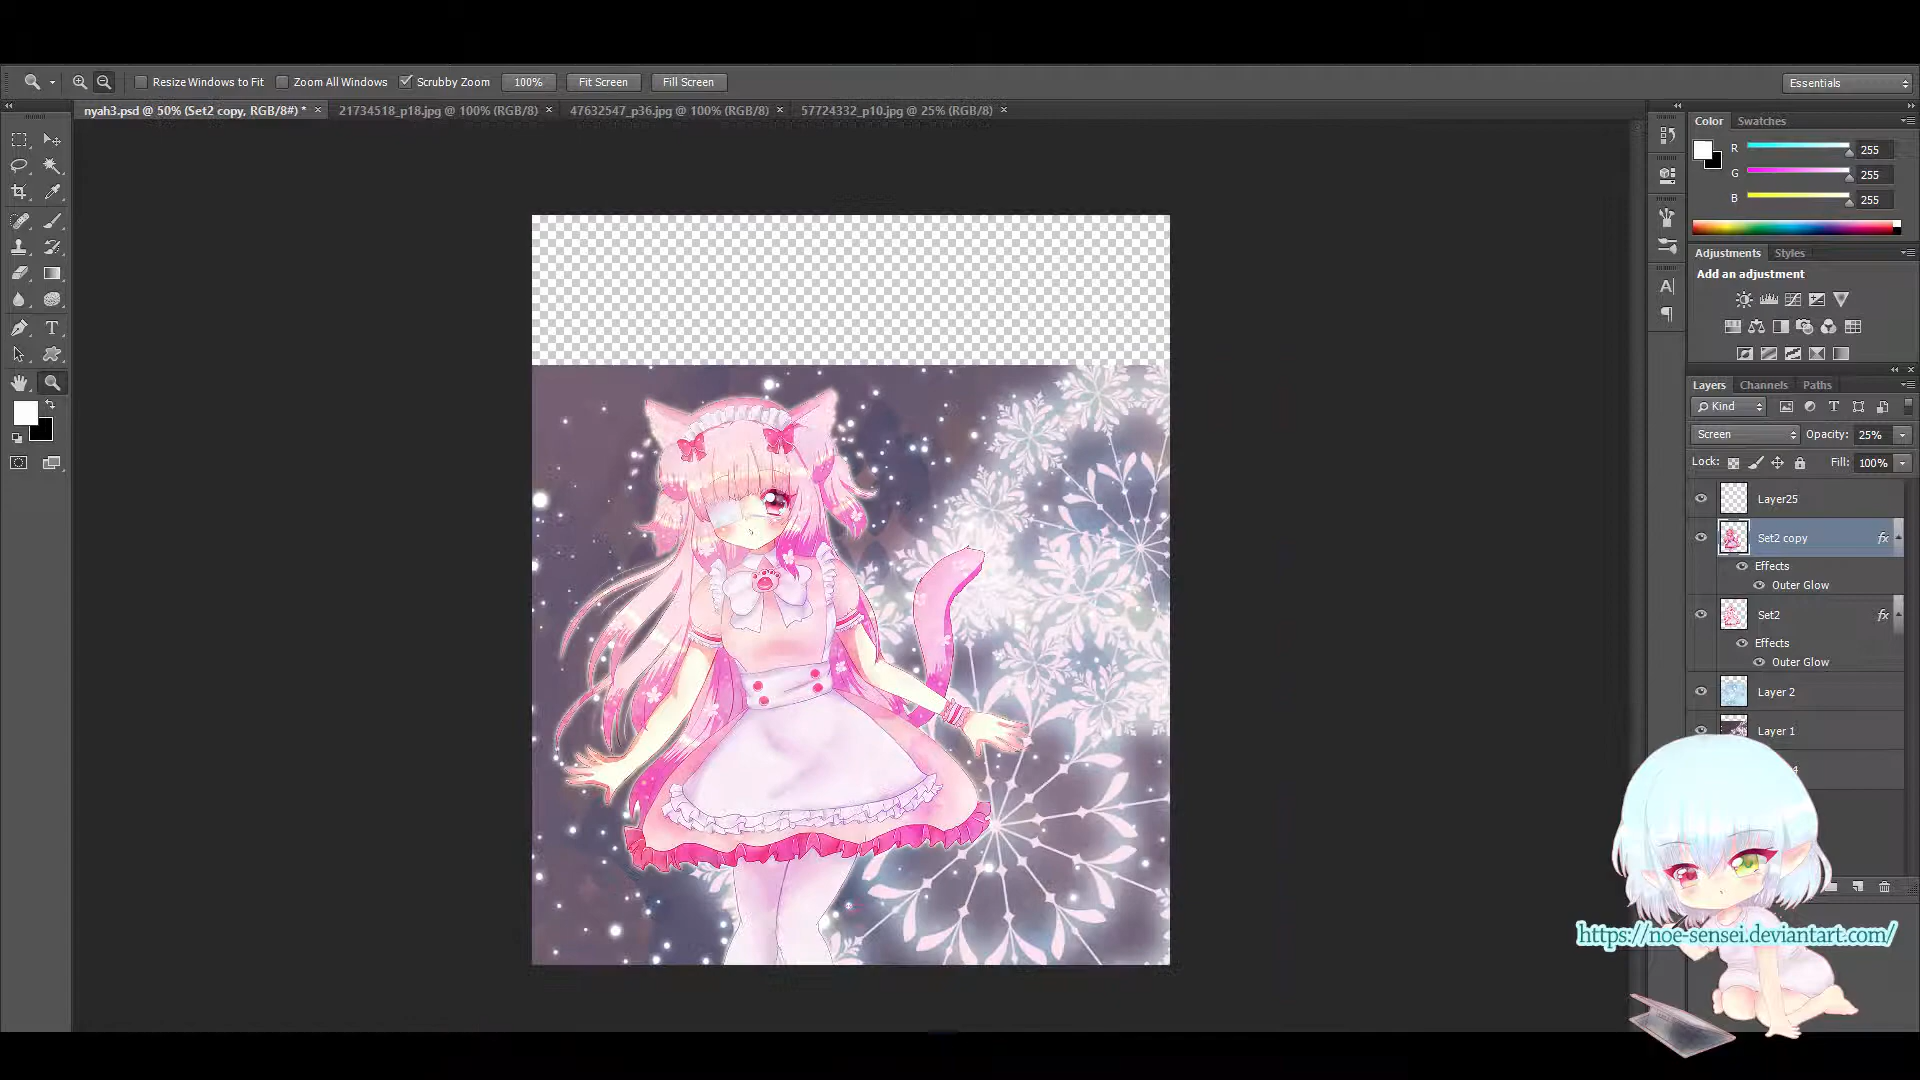 Resize Windows to Fit Zoom All Windows Scrubby Zoom 100% Fit Screen Fill Screen Essentials
nyah3.psd @ 50% (Set2 copy, RGB/8#) * × 21734518_p18.jpg @ 100% (RGB/8) × 47632547_p36.jpg @ 100% (RGB/8) × 57724332_p10.jpg @ 25% (RGB/8) ×
Color Swatches
R 255
G 255
B 255
Adjustments Styles
Add an adjustment
Layers Channels Paths
Kind
Screen Opacity: 25%
Lock: Fill: 100%
Layer25
Set2 copy fx
Effects
Outer Glow
Set2 fx
Effects
Outer Glow
Layer 2
Layer 1
4
https://noe-sensei.deviantart.com/